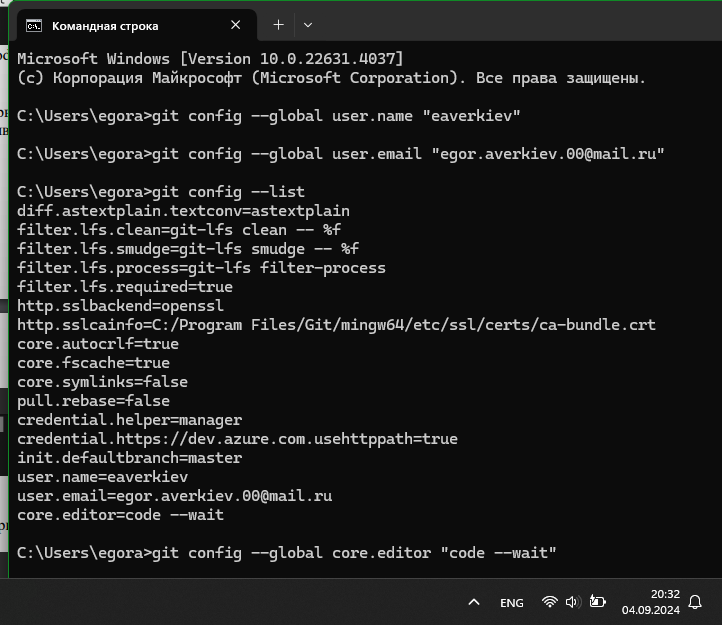 Командная строка
Microsoft Windows [Version 10.0.22631.4037]
(c) Корпорация Майкрософт (Microsoft Corporation). Все права защищены.
C:\Users\egora>git config --global user.name "eaverkiev"
C:\Users\egora>git config --global user.email "egor.averkiev.00@mail.ru"
C:\Users\egora>git config --list
diff.astextplain.textconv=astextplain
filter.lfs.clean=git-lfs clean -- %f
filter.lfs.smudge=git-lfs smudge -- %f
filter.lfs.process=git-lfs filter-process
filter.lfs.required=true
http.sslbackend=openssl
http.sslcainfo=C:/Program Files/Git/mingw64/etc/ssl/certs/ca-bundle.crt
core.autocrlf=true
core.fscache=true
core.symlinks=false
pull.rebase=false
credential.helper=manager
credential.https://dev.azure.com.usehttppath=true
init.defaultbranch=master
user.name=eaverkiev
user.email=egor.averkiev.00@mail.ru
core.editor=code --wait
C:\Users\egora>git config --global core.editor "code --wait"
ENG
20:32
04.09.2024